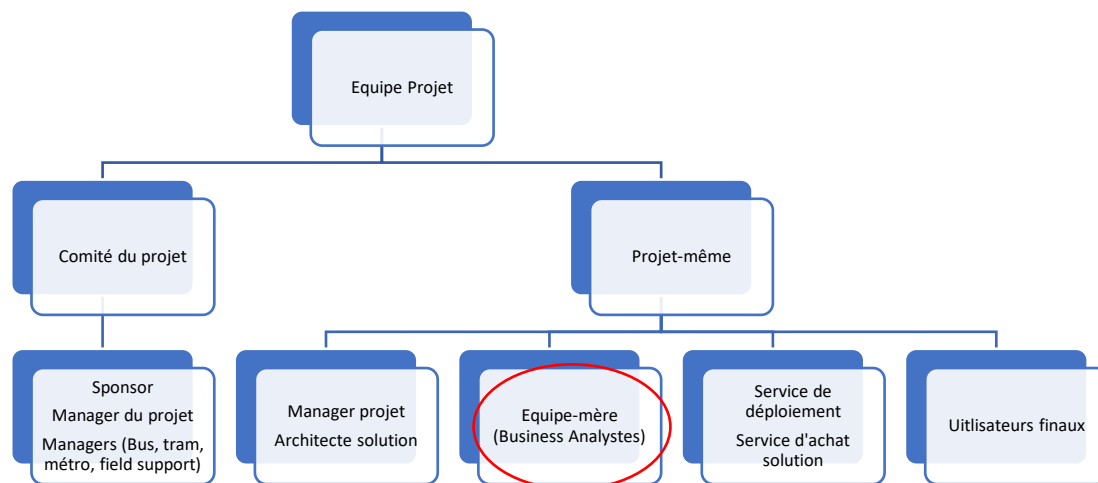 Equipe Projet
Comité du projet
Projet-même
Sponsor
Manager du projet
Managers (Bus, tram,
métro, field support)
Manager projet
Architecte solution
Equipe-mère
(Business Analystes)
Service de
déploiement
Service d'achat
solution
Uitlisateurs finaux